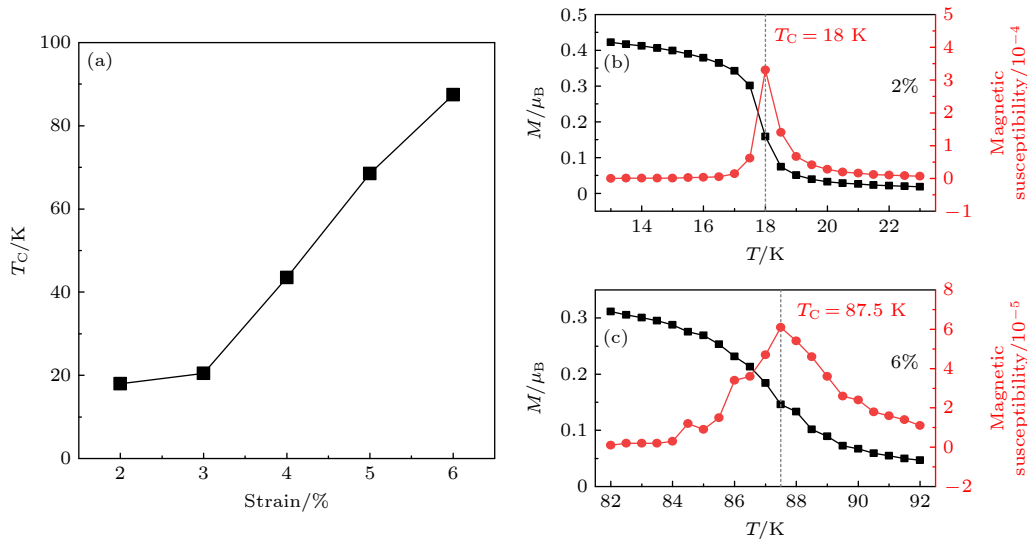 (a)
100
80
60
40
20
0
T_C/K
2 3 4 5 6
Strain/%
(b)
T_C = 18 K
2%
0.5
0.4
0.3
0.2
0.1
0
M/μ_B
5
4
3
2
1
0
−1
Magnetic
susceptibility/10⁻⁴
14 16 18 20 22
T/K
(c)
T_C = 87.5 K
6%
0.3
0.2
0.1
0
M/μ_B
8
6
4
2
0
−2
Magnetic
susceptibility/10⁻⁵
82 84 86 88 90 92
T/K